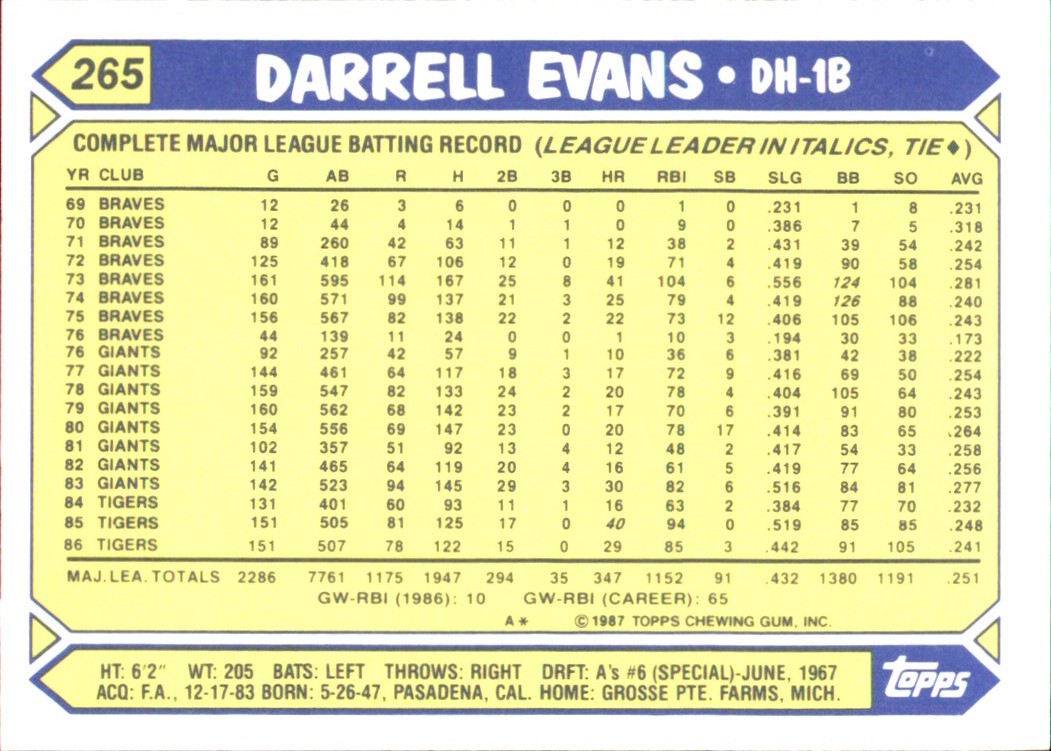 265 DARRELL EVANS • DH-1B
COMPLETE MAJOR LEAGUE BATTING RECORD (LEAGUE LEADER IN ITALICS, TIE♦)
YR CLUB G AB R H 2B 3B HR RBI SB SLG BB SO AVG
69 BRAVES 12 26 3 6 0 0 0 1 0 .231 1 8 .231
70 BRAVES 12 44 4 14 1 1 0 9 0 .386 7 5 .318
71 BRAVES 89 260 42 63 11 1 12 38 2 .431 39 54 .242
72 BRAVES 125 418 67 106 12 0 19 71 4 .419 90 58 .254
73 BRAVES 161 595 114 167 25 8 41 104 6 .556 124 104 .281
74 BRAVES 160 571 99 137 21 3 25 79 4 .419 126 88 .240
75 BRAVES 156 567 82 138 22 2 22 73 12 .406 105 106 .243
76 BRAVES 44 139 11 24 0 0 1 10 3 .194 30 33 .173
76 GIANTS 92 257 42 57 9 1 10 36 6 .381 42 38 .222
77 GIANTS 144 461 64 117 18 3 17 72 9 .416 69 50 .254
78 GIANTS 159 547 82 133 24 2 20 78 4 .404 105 64 .243
79 GIANTS 160 562 68 142 23 2 17 70 6 .391 91 80 .253
80 GIANTS 154 556 69 147 23 0 20 78 17 .414 83 65 .264
81 GIANTS 102 357 51 92 13 4 12 48 2 .417 54 33 .258
82 GIANTS 141 465 64 119 20 4 16 61 5 .419 77 64 .256
83 GIANTS 142 523 94 145 29 3 30 82 6 .516 84 81 .277
84 TIGERS 131 401 60 93 11 1 16 63 2 .384 77 70 .232
85 TIGERS 151 505 81 125 17 0 40 94 0 .519 85 85 .248
86 TIGERS 151 507 78 122 15 0 29 85 3 .442 91 105 .241
MAJ.LEA.TOTALS 2286 7761 1175 1947 294 35 347 1152 91 .432 1380 1191 .251
GW-RBI (1986): 10 GW-RBI (CAREER): 65
A* ©1987 TOPPS CHEWING GUM, INC.
HT: 6'2" WT: 205 BATS: LEFT THROWS: RIGHT DRFT: A's #6 (SPECIAL)-JUNE, 1967
ACQ: F.A., 12-17-83 BORN: 5-26-47, PASADENA, CAL. HOME: GROSSE PTE. FARMS, MICH.
TOPPS